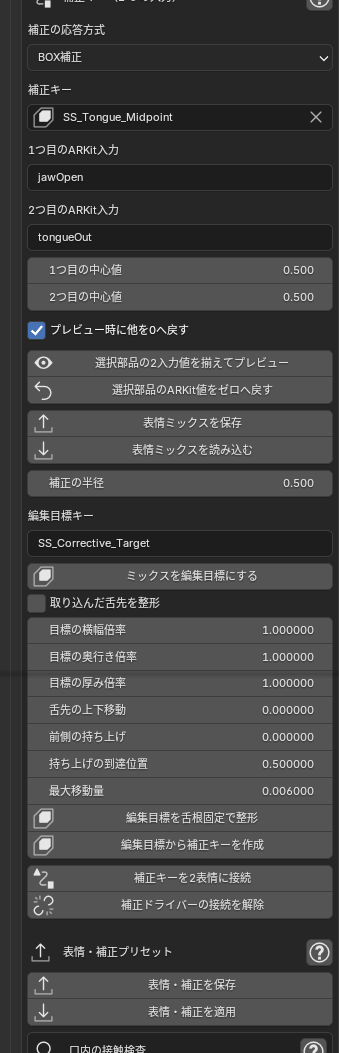 補正の応答方式
BOX補正
補正キー
SS_Tongue_Midpoint
1つ目のARKit入力
jawOpen
2つ目のARKit入力
tongueOut
1つ目の中心値 0.500
2つ目の中心値 0.500
プレビュー時に他を0へ戻す
選択部品の2入力値を揃えてプレビュー
選択部品のARKit値をゼロへ戻す
表情ミックスを保存
表情ミックスを読み込む
補正の半径 0.500
編集目標キー
SS_Corrective_Target
ミックスを編集目標にする
取り込んだ舌先を整形
目標の横幅倍率 1.000000
目標の奥行き倍率 1.000000
目標の厚み倍率 1.000000
舌先の上下移動 0.000000
前側の持ち上げ 0.000000
持ち上げの到達位置 0.500000
最大移動量 0.006000
編集目標を舌根固定で整形
編集目標から補正キーを作成
補正キーを2表情に接続
補正ドライバーの接続を解除
表情・補正プリセット
表情・補正を保存
表情・補正を適用
口内の接触検査